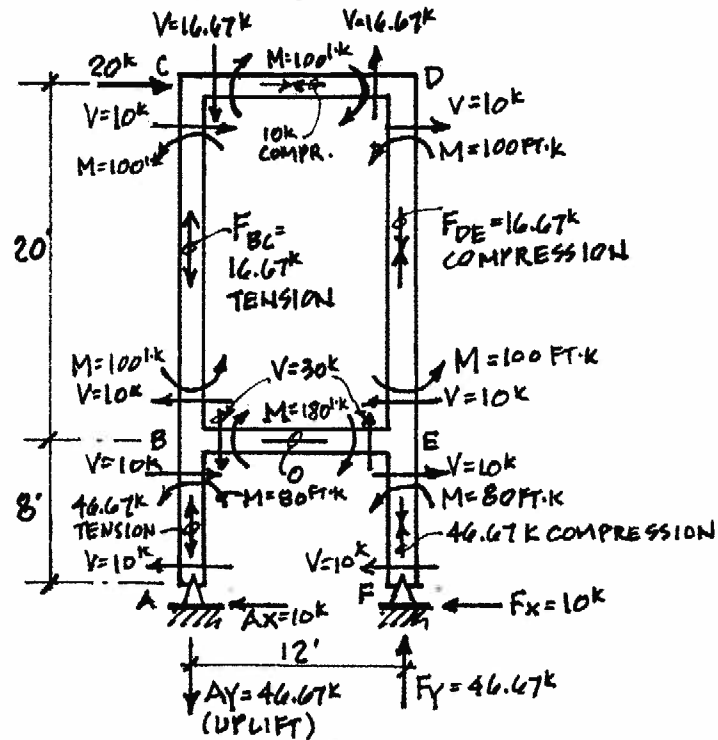 V=16.67ᴷ V=16.67ᴷ
20ᴷ C M=100'ᴷ D
V=10ᴷ V=10ᴷ
10K
COMPR.
M=100'ᴷ M=100FT·K
20'
F_BC=
16.67ᴷ
TENSION
F_DE=16.67ᴷ
COMPRESSION
M=100'·ᴷ M=100 FT·K
V=10ᴷ V=30ᴷ V=10ᴷ
M=180'·ᴷ
B E
V=10K O V=10ᴷ
8'
M=80FT·K M=80FT·K
46.67K
TENSION
46.67 K COMPRESSION
V=10ᴷ V=10ᴷ
A F
AX=10ᴷ FX=10ᴷ
12'
AY=46.67ᴷ
(UPLIFT)
FY=46.67ᴷ